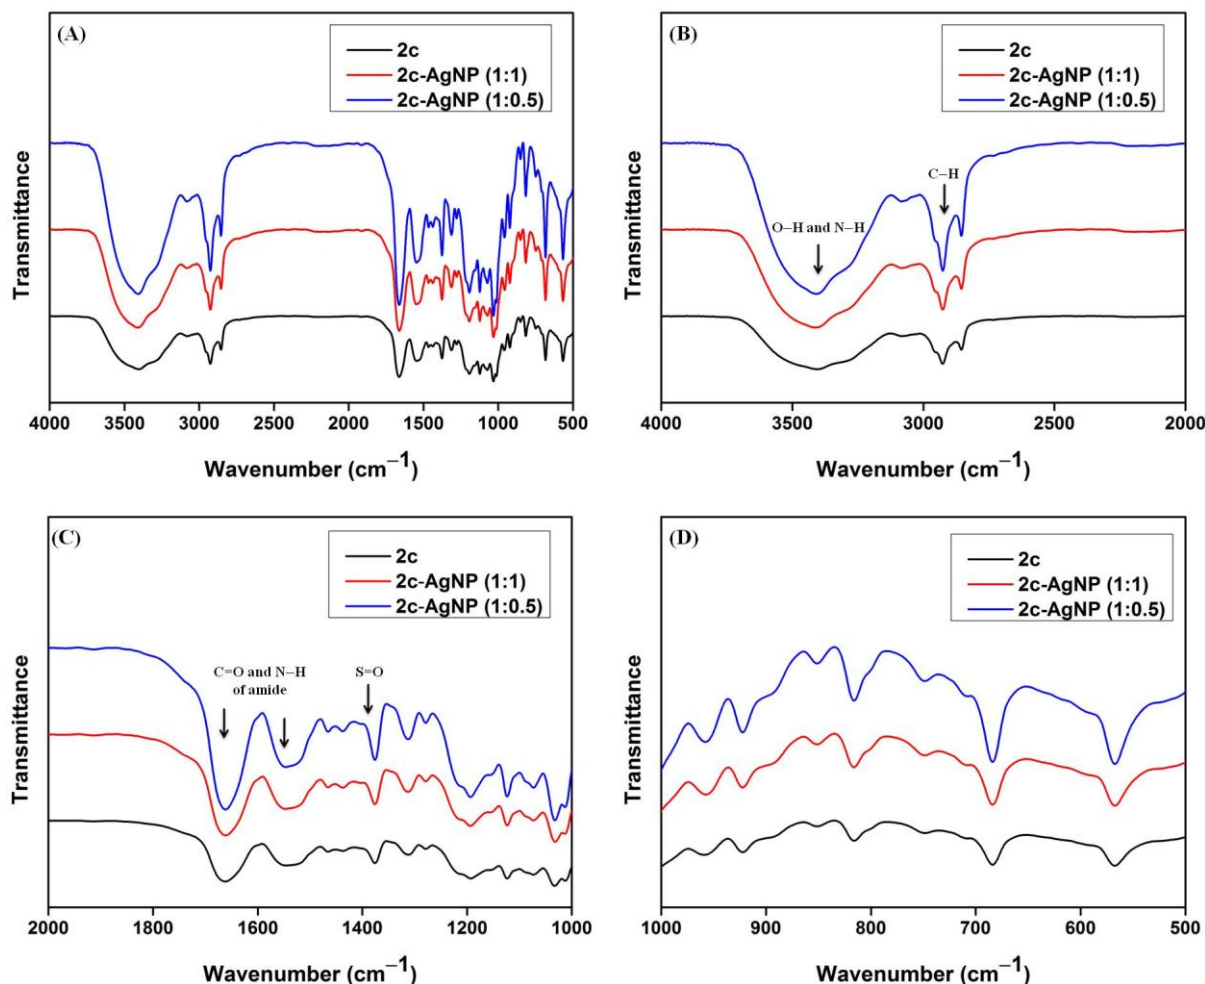 (A)
2c
2c-AgNP (1:1)
2c-AgNP (1:0.5)
Transmittance
4000 3500 3000 2500 2000 1500 1000 500
Wavenumber (cm⁻¹)
(B)
2c
2c-AgNP (1:1)
2c-AgNP (1:0.5)
C–H
O–H and N–H
Transmittance
4000 3500 3000 2500 2000
Wavenumber (cm⁻¹)
(C)
2c
2c-AgNP (1:1)
2c-AgNP (1:0.5)
C=O and N–H
of amide
S=O
Transmittance
2000 1800 1600 1400 1200 1000
Wavenumber (cm⁻¹)
(D)
2c
2c-AgNP (1:1)
2c-AgNP (1:0.5)
Transmittance
1000 900 800 700 600 500
Wavenumber (cm⁻¹)